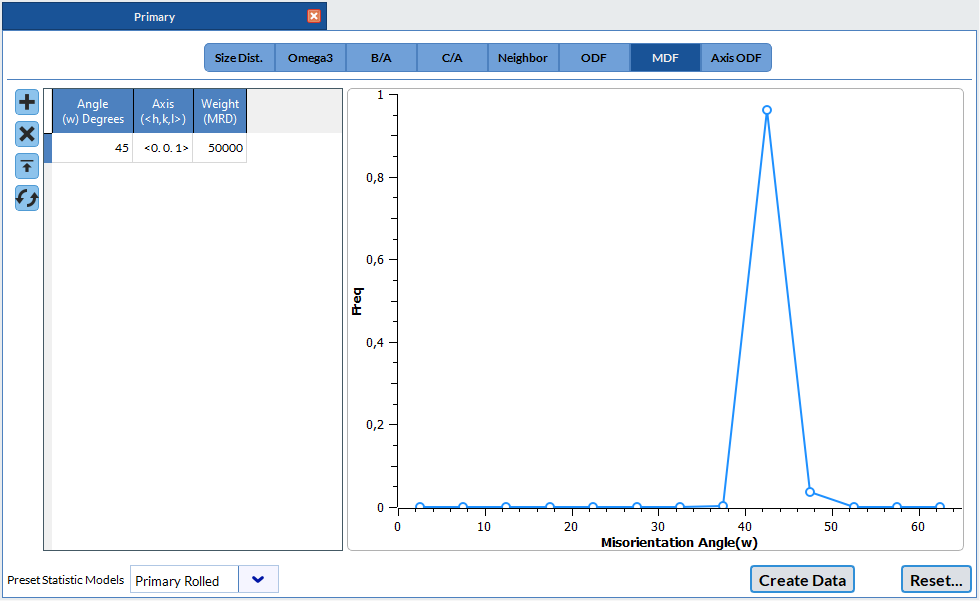 Primary
Size Dist. Omega3 B/A C/A Neighbor ODF MDF Axis ODF
Angle (w) Degrees
Axis (<h,k,l>)
Weight (MRD)
45 <0. 0. 1> 50000
1
0,8
0,6
0,4
0,2
0
Freq
0 10 20 30 40 50 60
Misorientation Angle(w)
Preset Statistic Models Primary Rolled Create Data Reset...